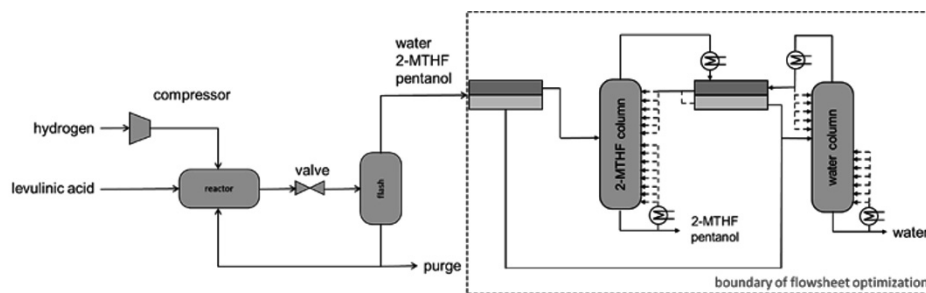 water
2-MTHF
pentanol
compressor
hydrogen
levulinic acid
reactor
valve
flash
purge
2-MTHF column
M
M
2-MTHF
pentanol
M
water column
M
water
boundary of flowsheet optimization